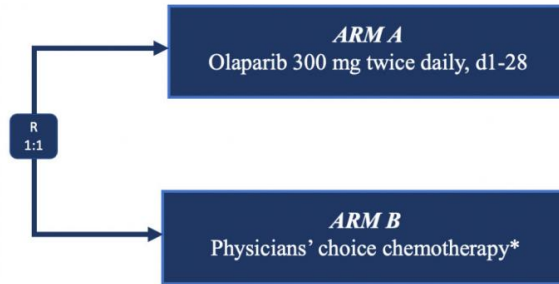 ARM A
Olaparib 300 mg twice daily, d1-28
R
1:1
ARM B
Physicians’ choice chemotherapy*